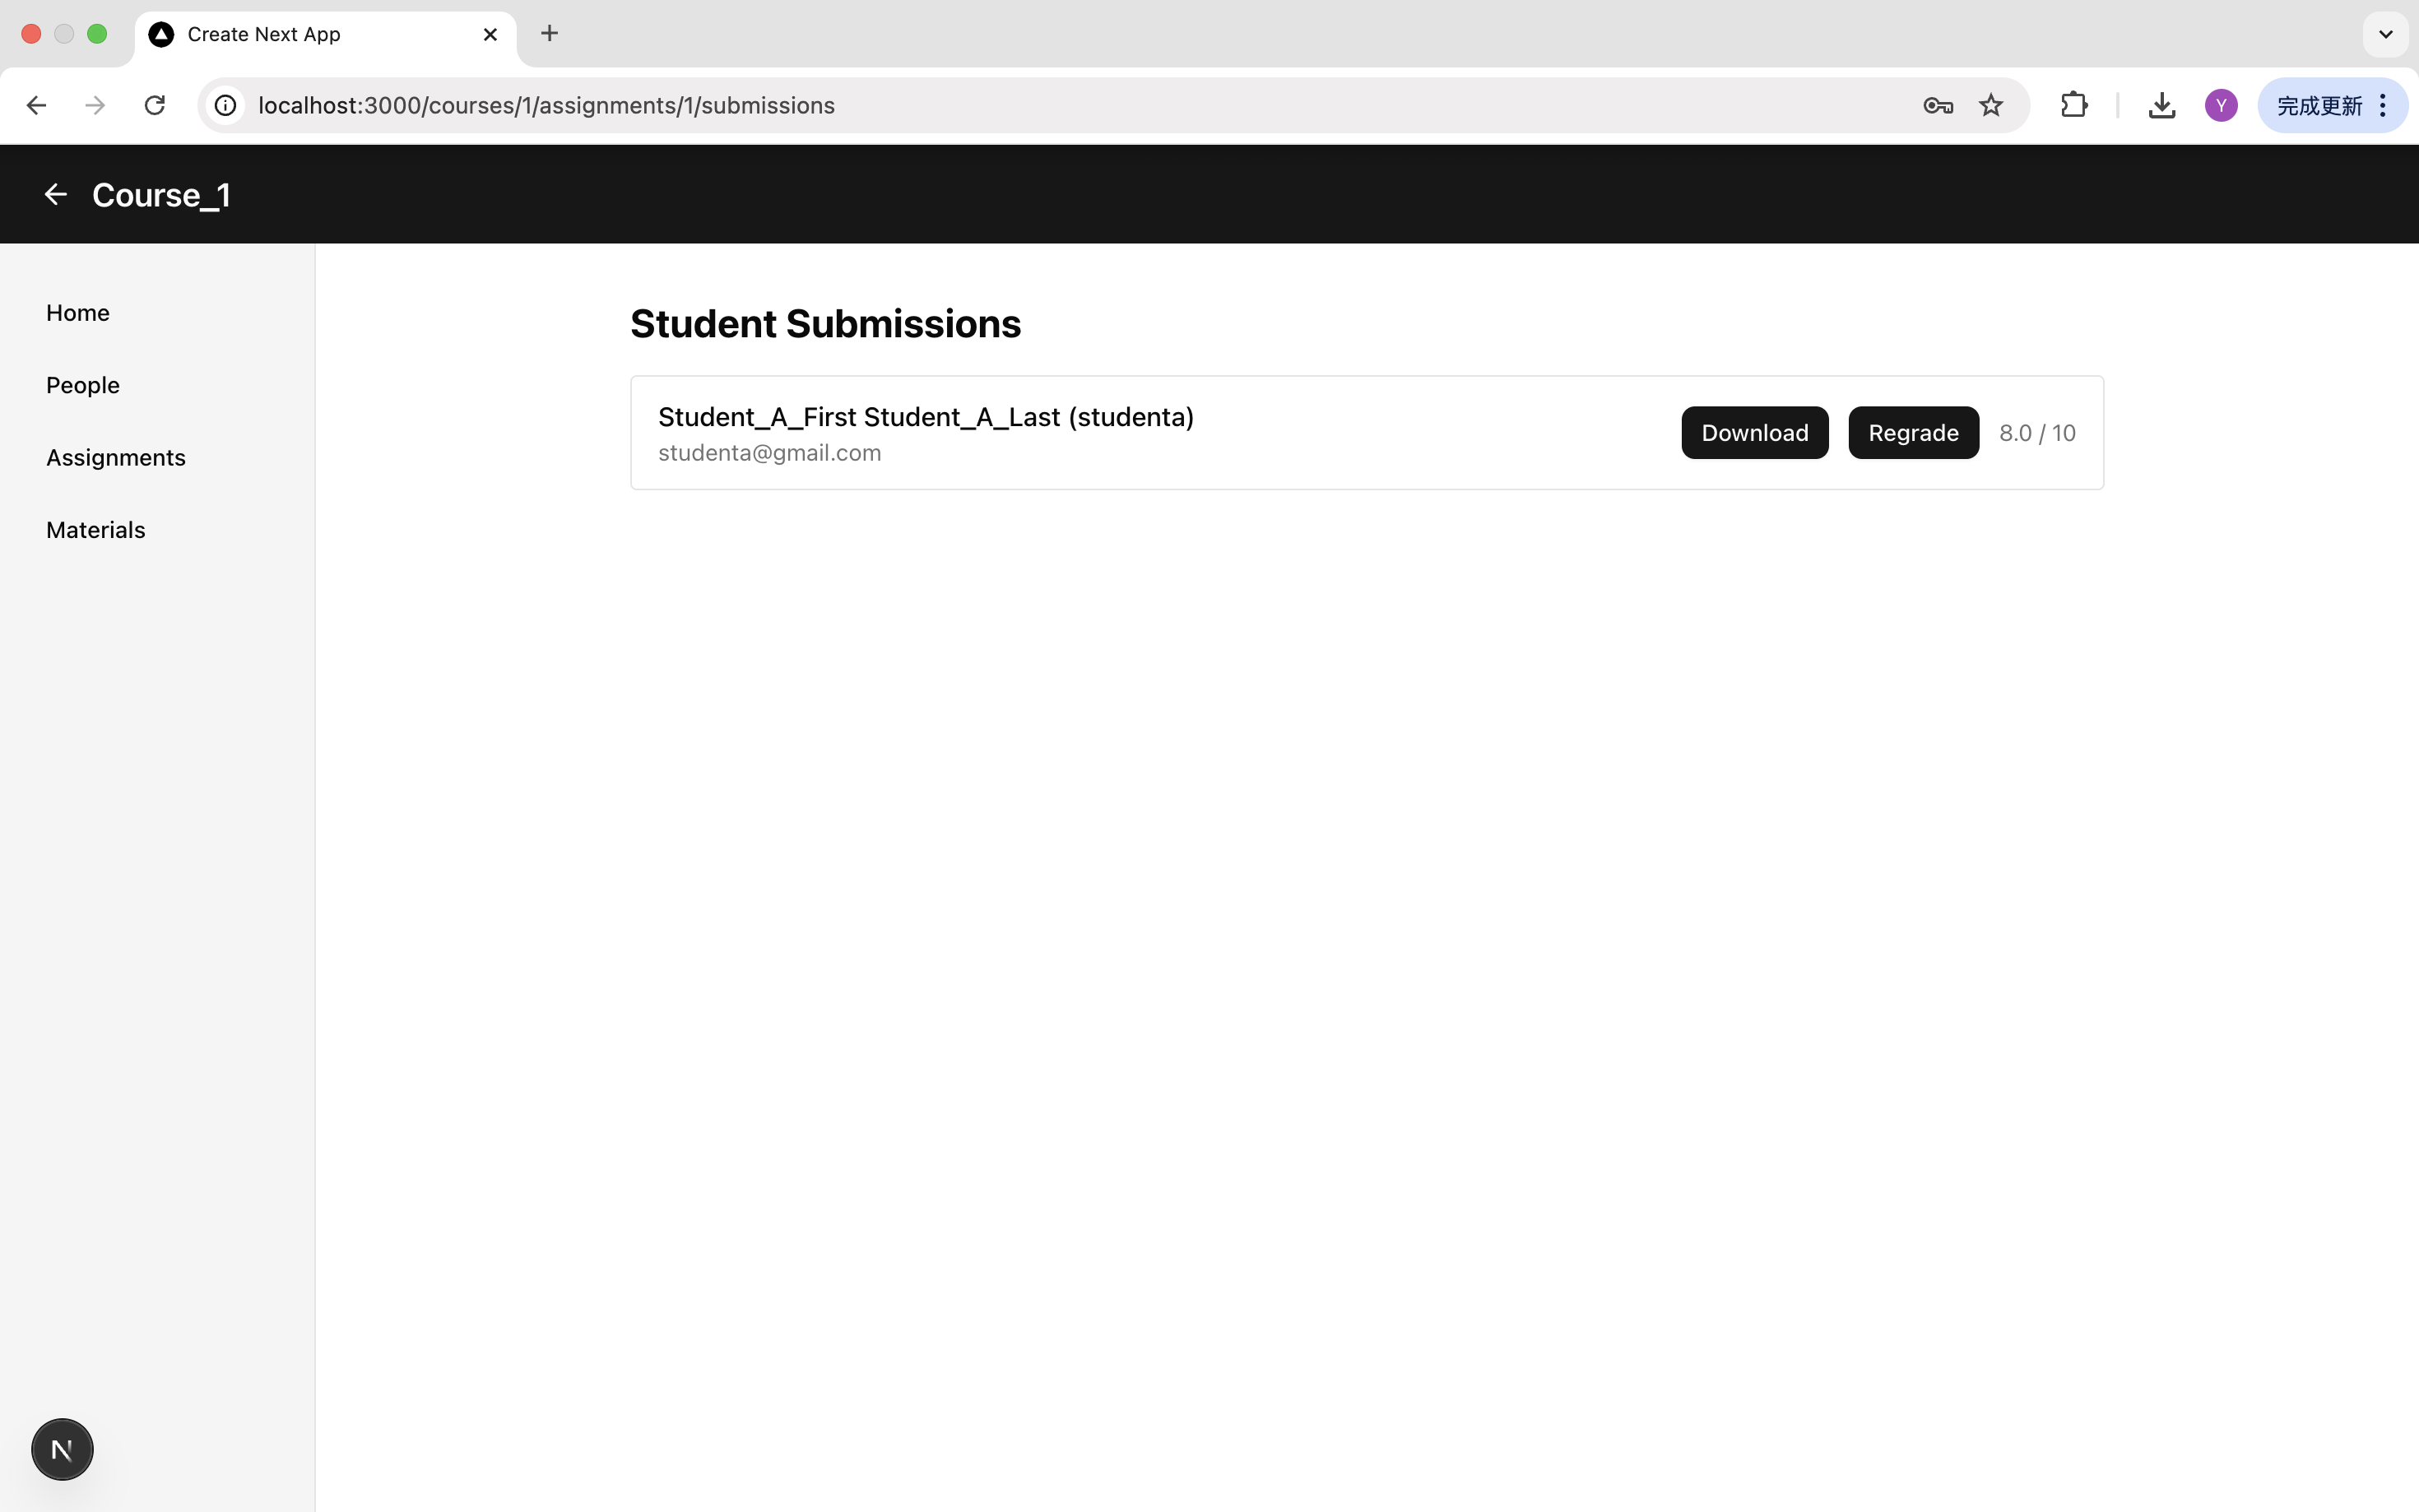 Create Next App
localhost:3000/courses/1/assignments/1/submissions
Y
完成更新
Course_1
Home
People
Assignments
Materials
Student Submissions
Student_A_First Student_A_Last (studenta)
studenta@gmail.com
Download
Regrade
8.0 / 10
N